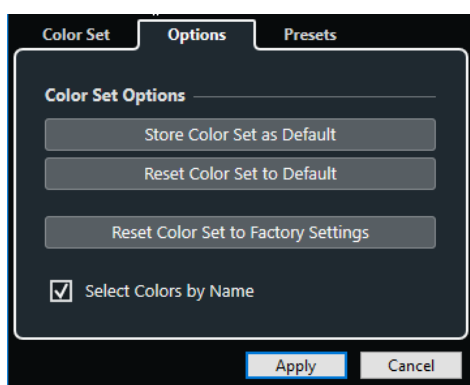 Color Set Options Presets
Color Set Options
Store Color Set as Default
Reset Color Set to Default
Reset Color Set to Factory Settings
Select Colors by Name
Apply Cancel